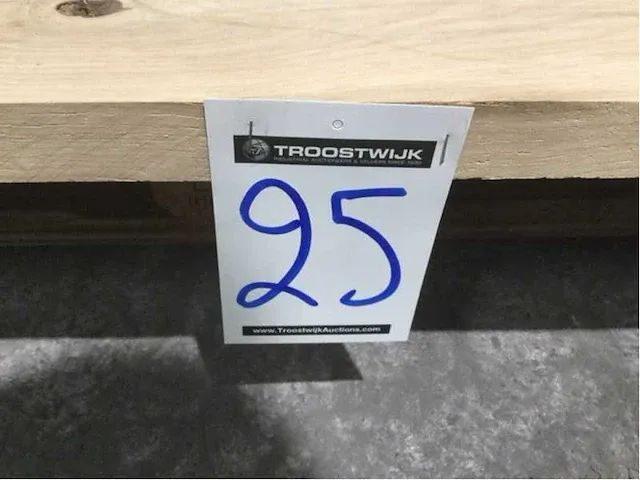 TROOSTWIJK
INDUSTRIAL AUCTIONEERS & VALUERS SINCE 1930
25
www.TroostwijkAuctions.com